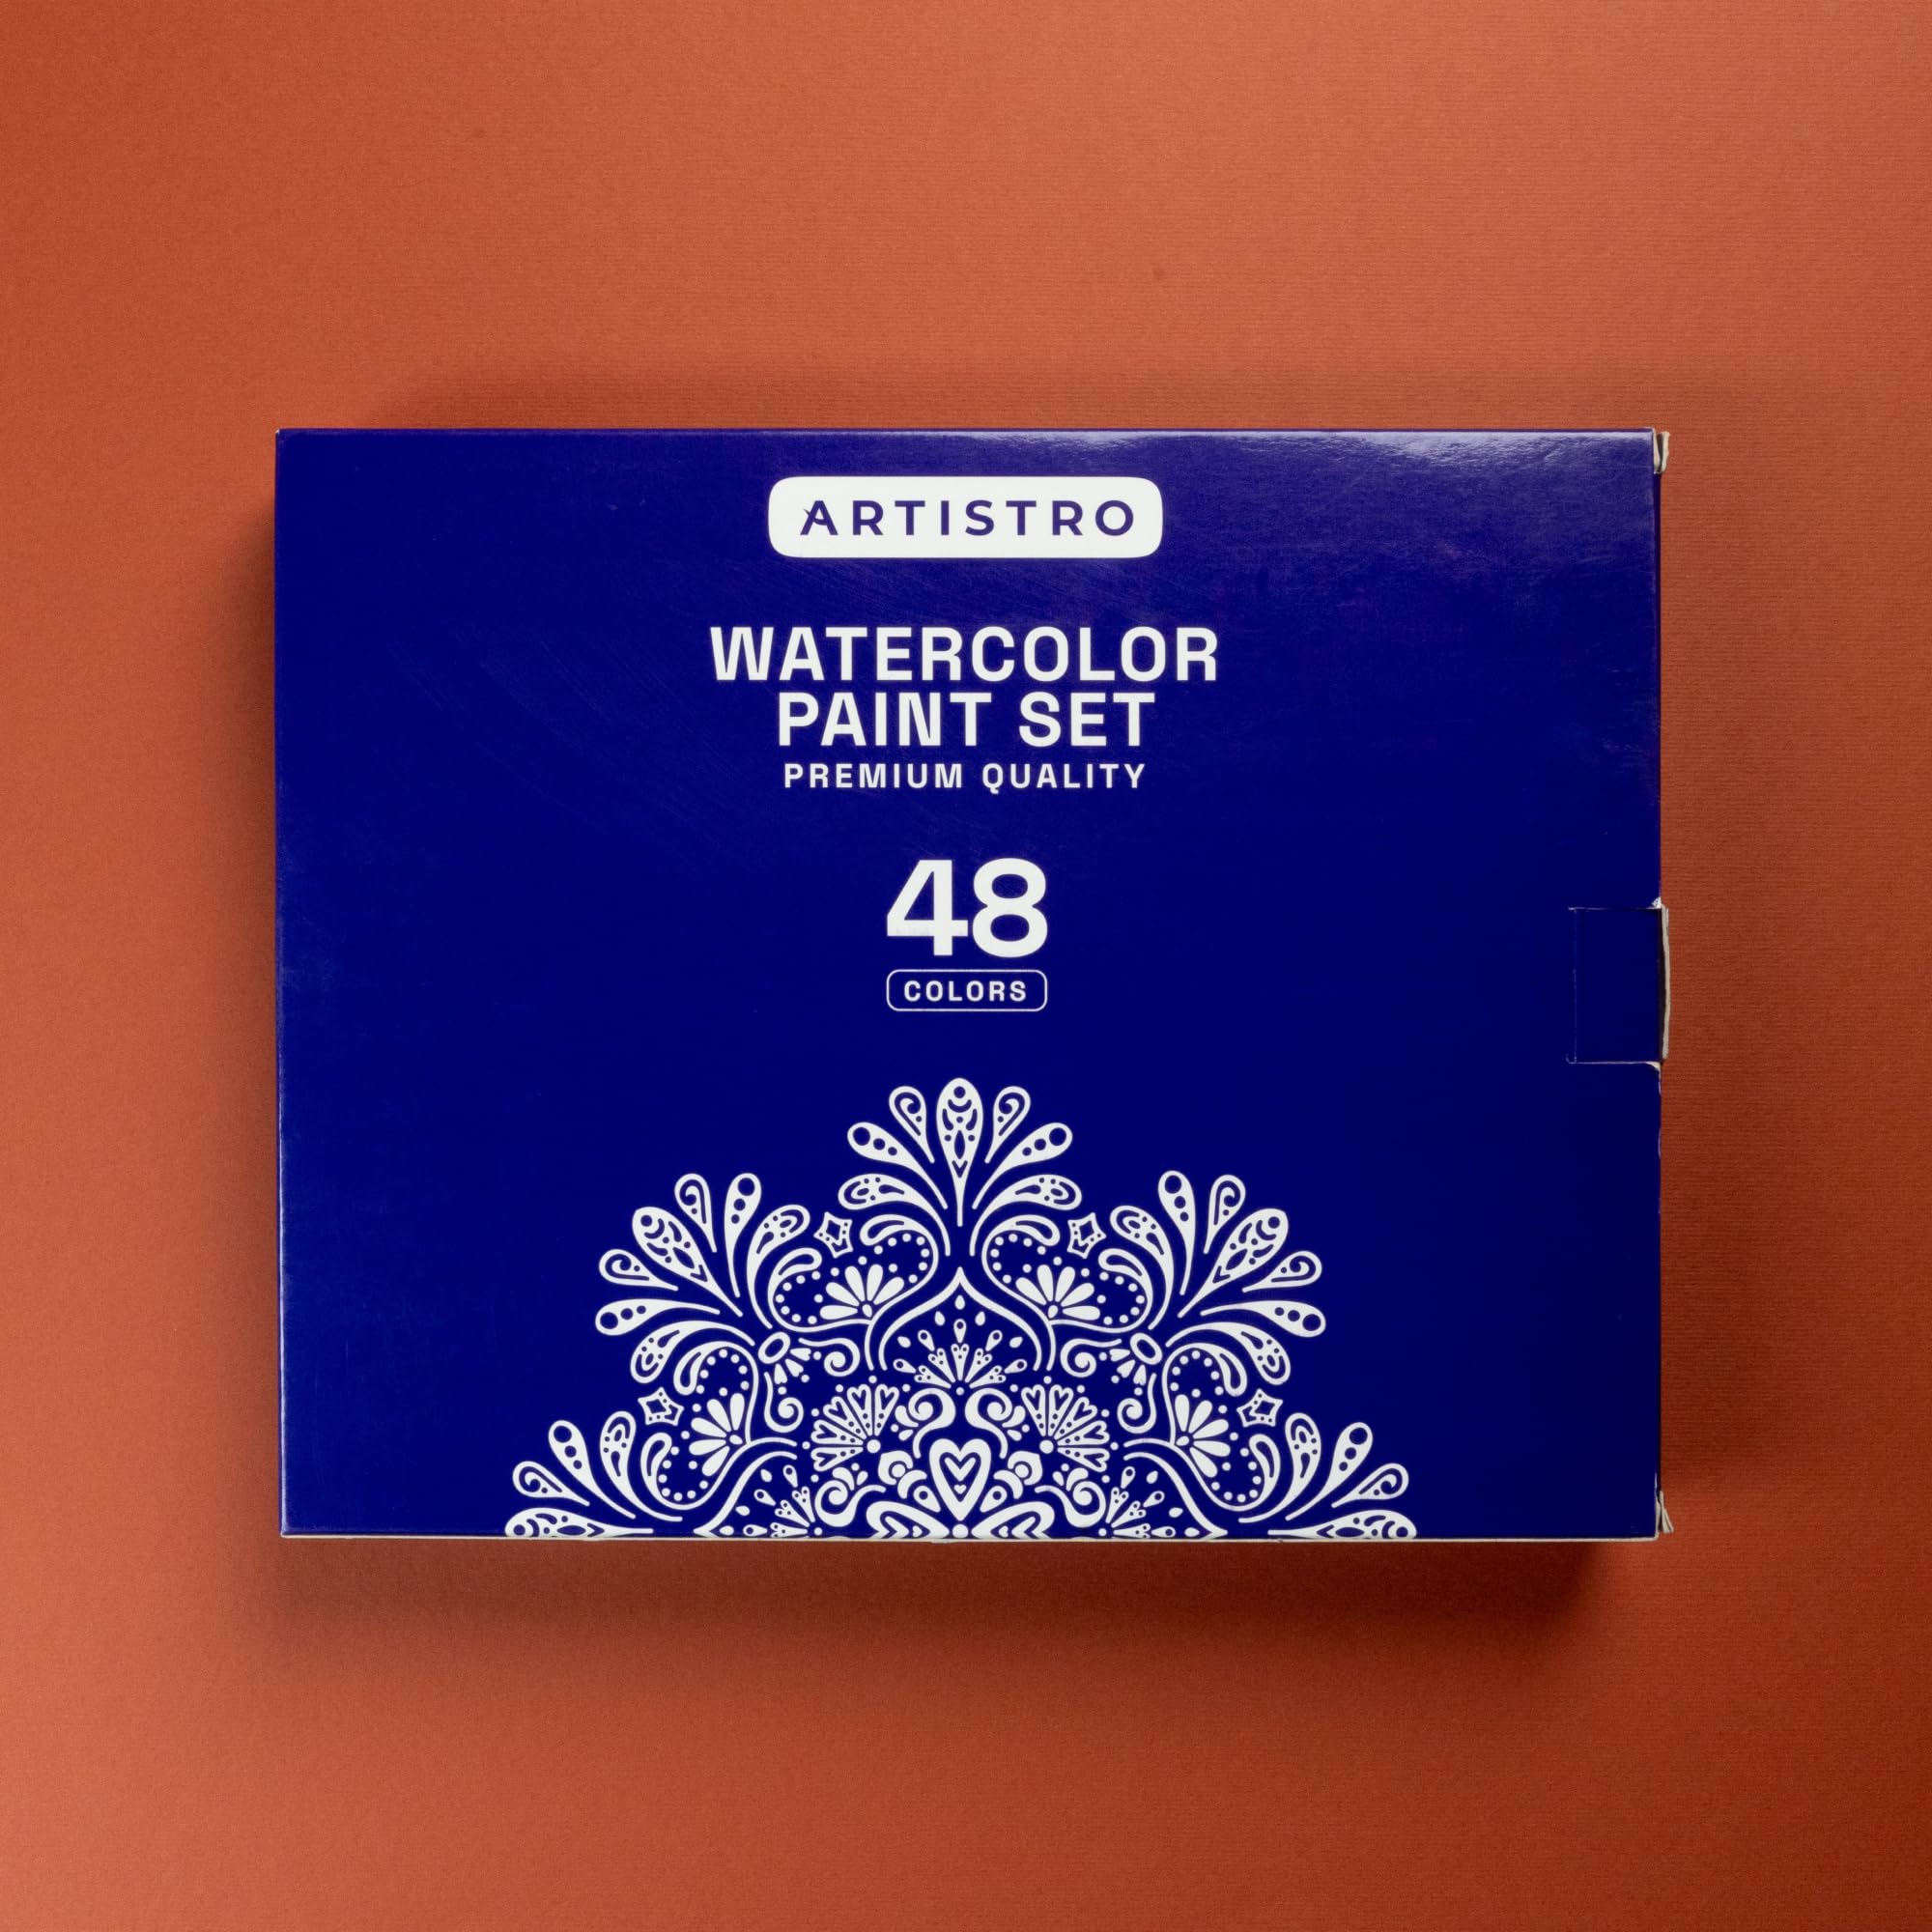 ARTISTRO
WATERCOLOR
PAINT SET
PREMIUM QUALITY
48
COLORS